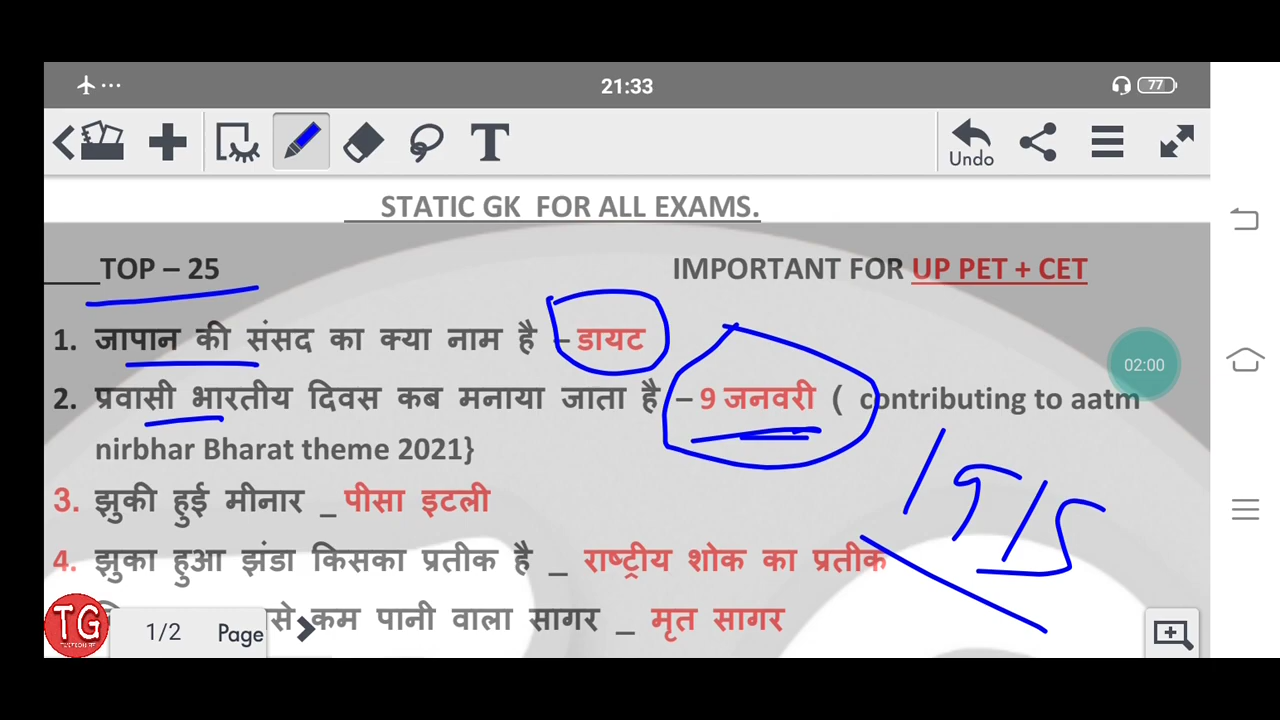 21:33
77
Undo
STATIC GK FOR ALL EXAMS.
TOP – 25
IMPORTANT FOR UP PET + CET
1. जापान की संसद का क्या नाम है – डायट
02:00
2. प्रवासी भारतीय दिवस कब मनाया जाता है – 9 जनवरी ( contributing to aatm
nirbhar Bharat theme 2021}
1915
3. झुकी हुई मीनार _ पीसा इटली
4. झुका हुआ झंडा किसका प्रतीक है _ राष्ट्रीय शोक का प्रतीक
से कम पानी वाला सागर _ मृत सागर
TG
1/2 Page